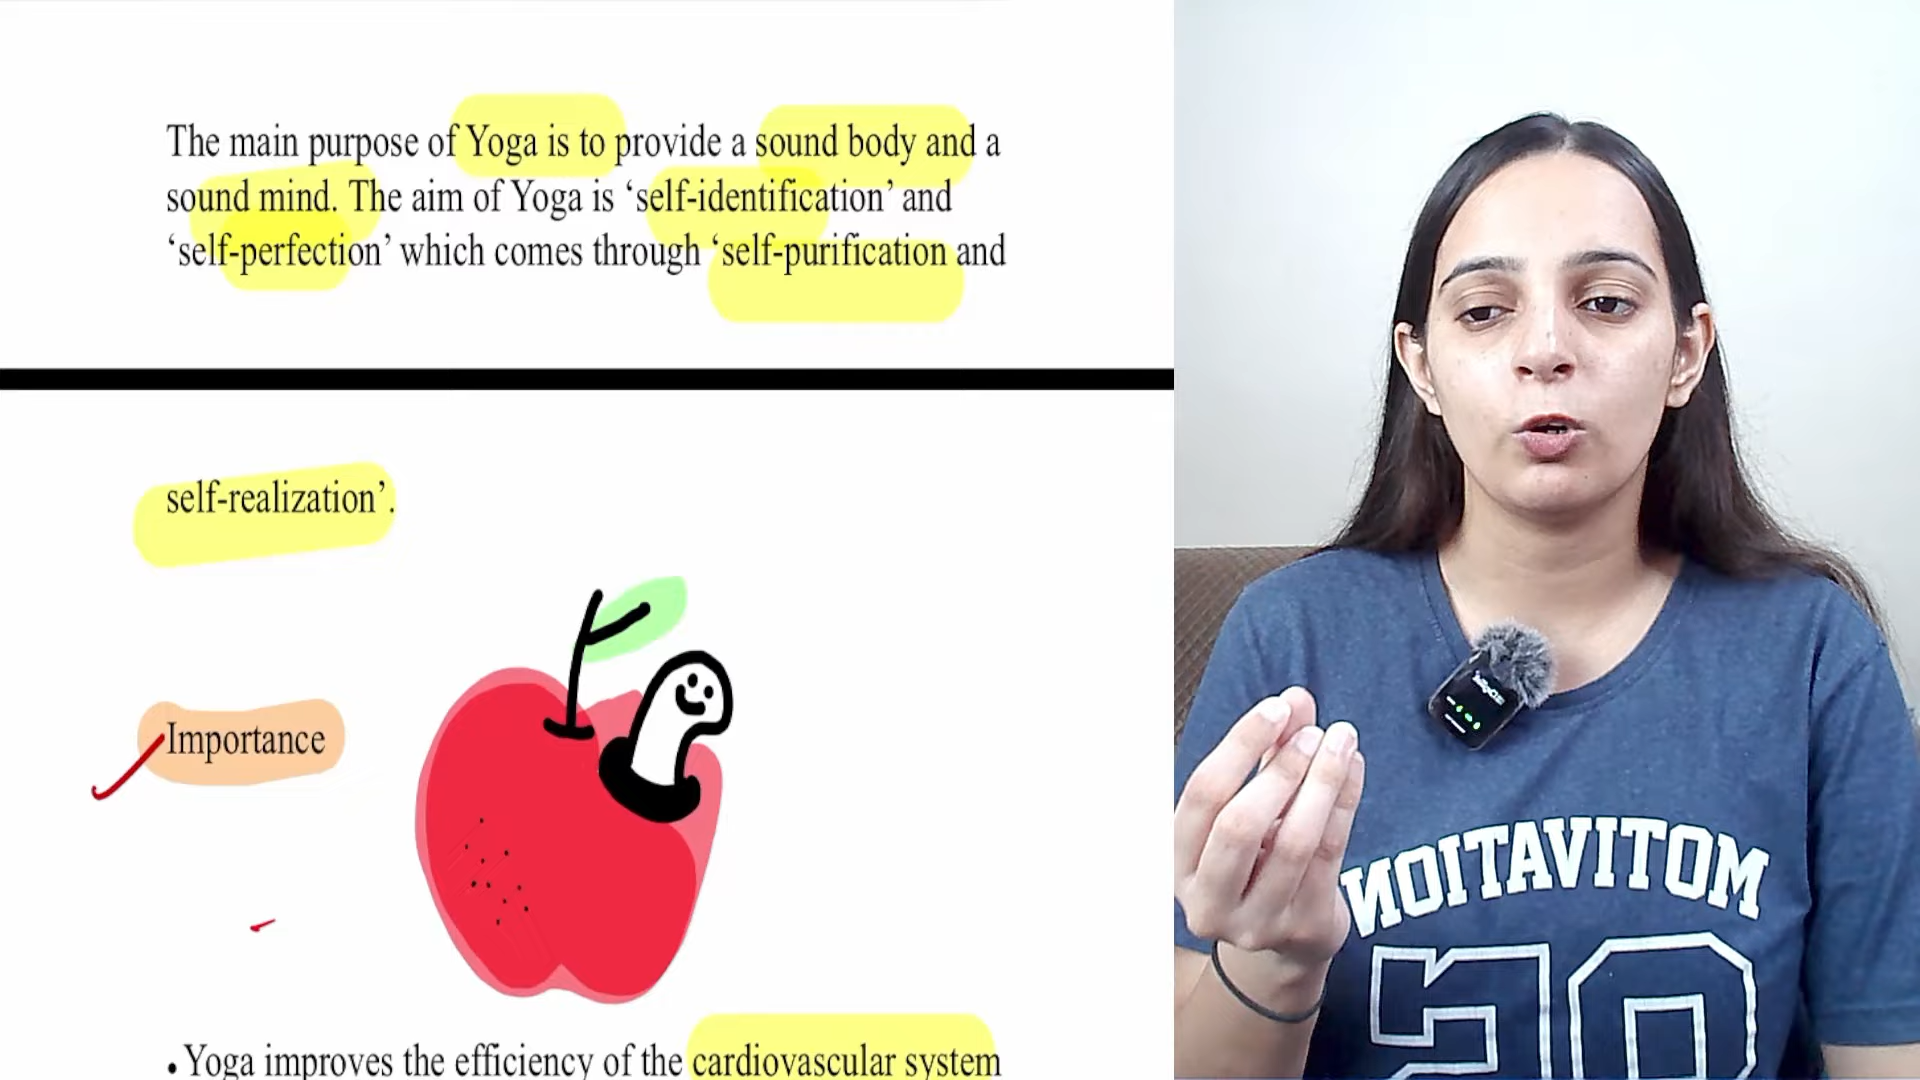 The main purpose of Yoga is to provide a sound body and a
sound mind. The aim of Yoga is ‘self-identification’ and
‘self-perfection’ which comes through ‘self-purification and
self-realization’.
Importance
• Yoga improves the efficiency of the cardiovascular system
MOTIVATION